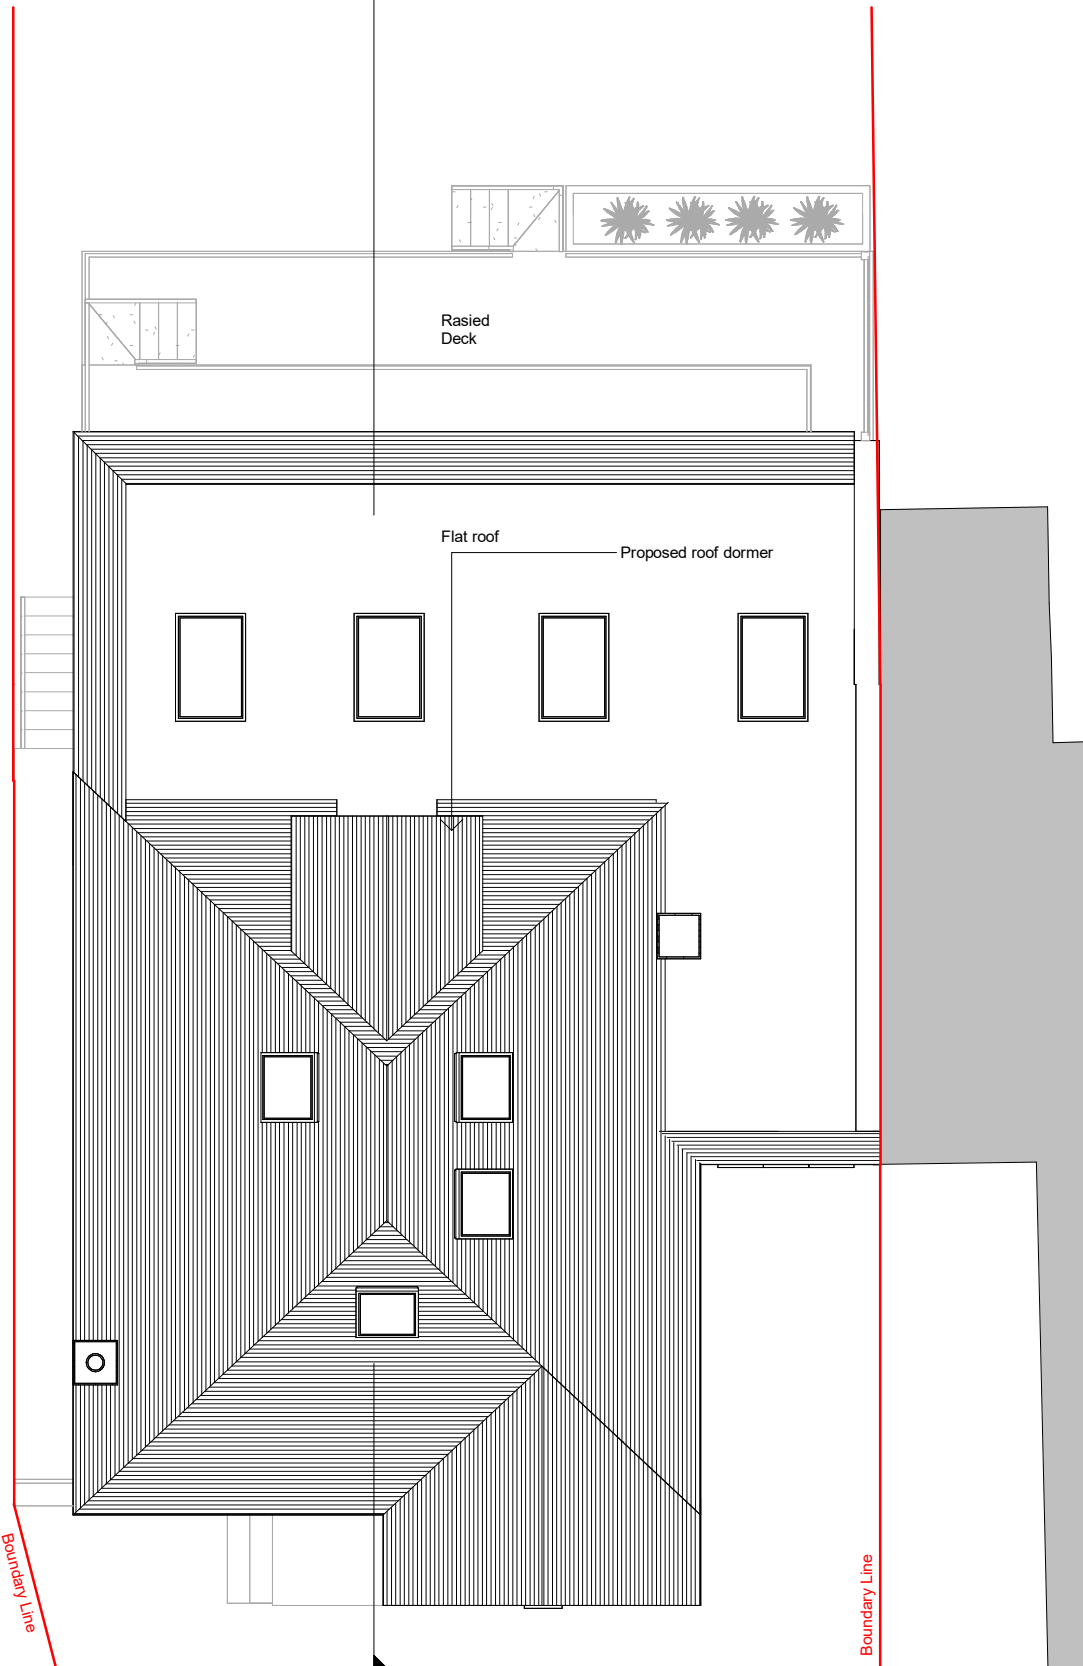 Rasied
Deck
Flat roof
Proposed roof dormer
Boundary Line
Boundary Line